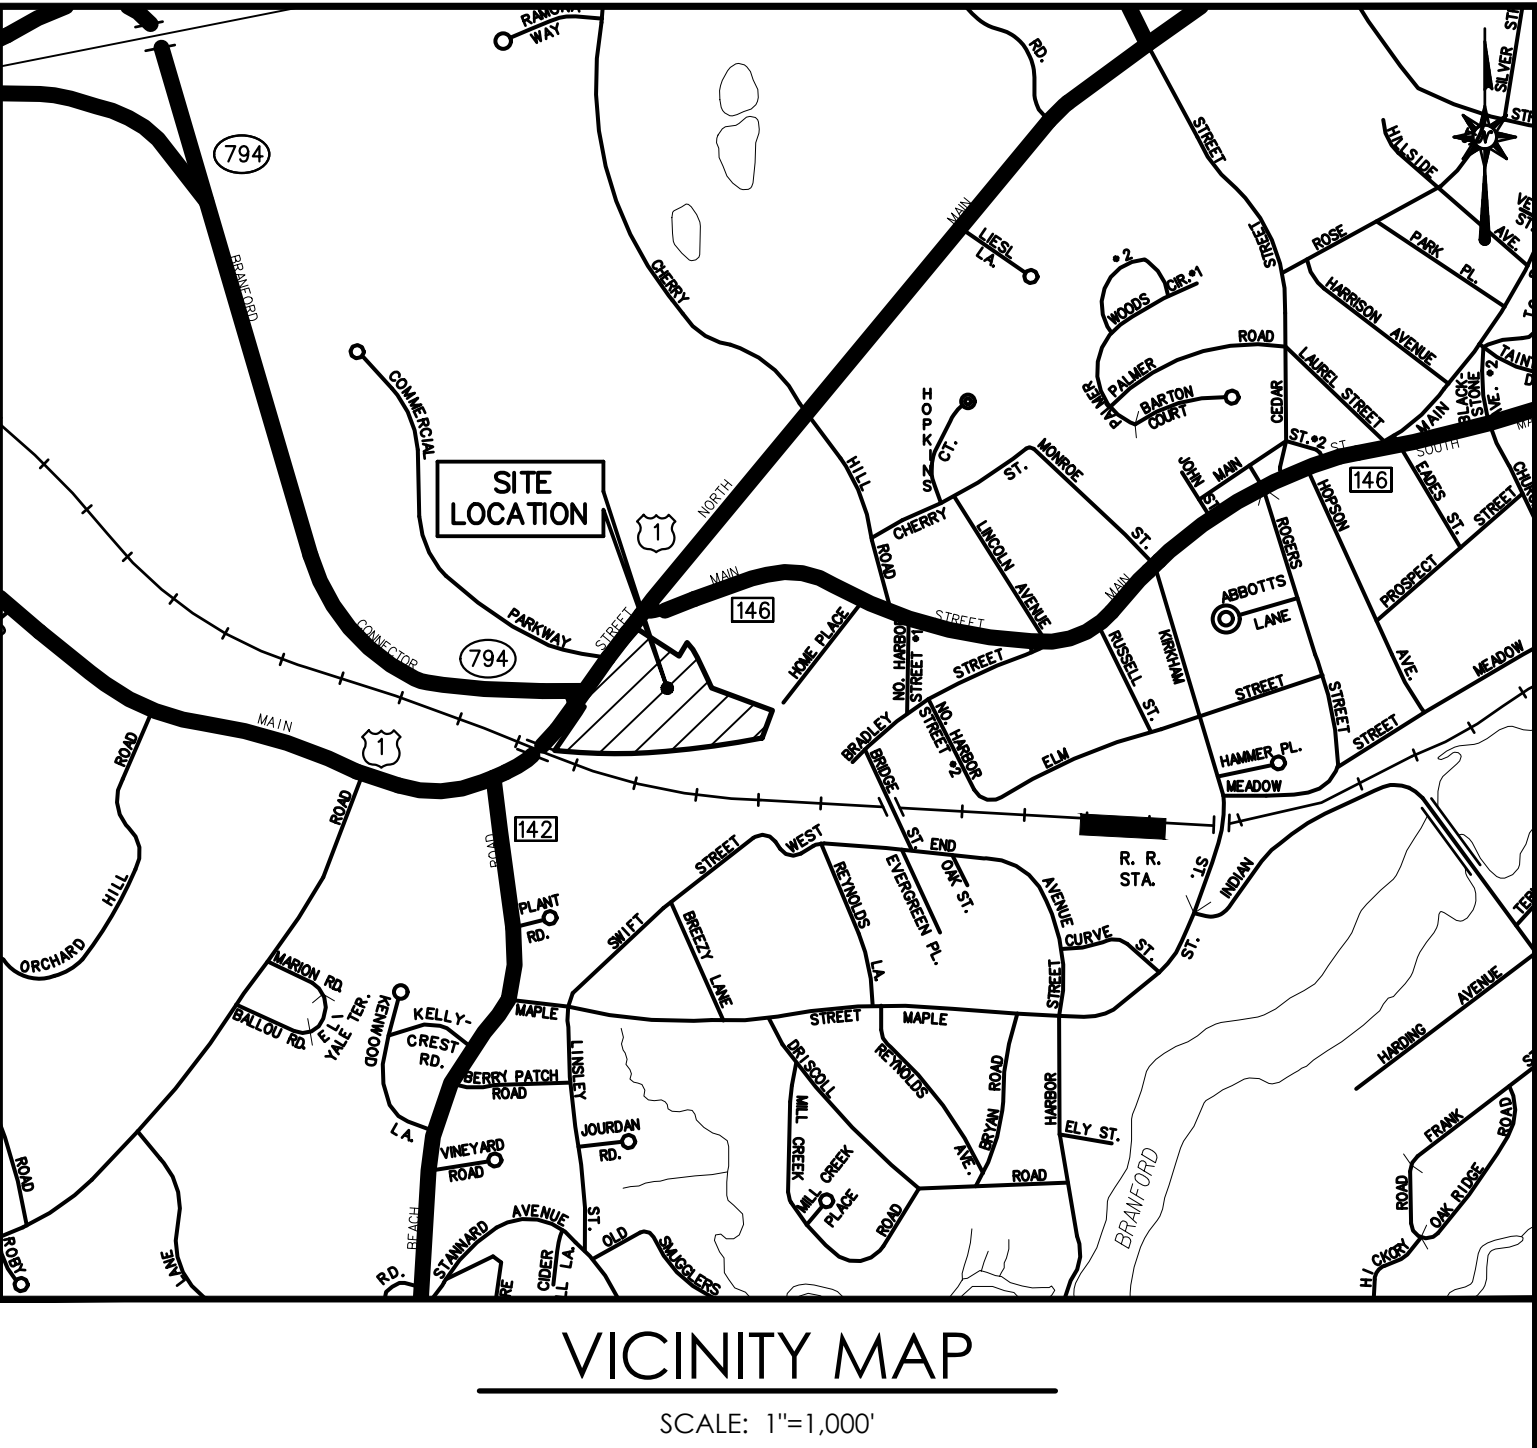 RAMONA
WAY
RD.
SILVER
STREET
HILLSIDE
AVE.
794
MAIN
LIESL
LA.
STREET
ROSE
PARK PL.
HARRISON
AVENUE
BRANFORD
CHERRY
#2
WOODS
CIR.#1
PALMER
PALMER
ROAD
BARTON
COURT
CEDAR
LAUREL STREET
MAIN
BLACK-
STONE
AVE. #2
COMMERCIAL
HOPKINS
CT.
SITE
LOCATION
NORTH
1
HILL
ROAD
CHERRY
ST.
MONROE
ST.
JOHN
ST.
MAIN
ST.#2
ST.
SOUTH
146
EADES
ST.
STREET
HOPSON
ROGERS
LINCOLN
AVENUE
PROSPECT
ABBOTTS
LANE
PARKWAY
STREET
MAIN
146
STREET
MAIN
HOME PLACE
NO. HARBOR
STREET #1
STREET
RUSSELL
ST.
KIRKHAM
STREET
STREET
AVE.
MEADOW
STREET
CONNECTOR
794
MAIN
1
BRADLEY
NO. HARBOR
STREET #2
BRIDGE
ST.
ELM
HAMMER PL.
MEADOW
ROAD
HILL
ORCHARD
ROAD
142
ROAD
STREET
WEST
END
R. R.
STA.
ST.
INDIAN
REYNOLDS
LA.
EVERGREEN PL.
OAK ST.
AVENUE
PLANT
RD.
SWIFT
BREEZY
LANE
CURVE
ST.
ST.
STREET
MARION RD.
BALLOU RD.
ELI
YALE TER.
KENWOOD
LA.
KELLY-
CREST
RD.
MAPLE
STREET
MAPLE
AVENUE
HARDING
BERRY PATCH
ROAD
LINSLEY
ST.
DRISCOLL
REYNOLDS
AVE.
BRYAN
ROAD
HARBOR
ELY ST.
FRANK
ROAD
JOURDAN
RD.
VINEYARD
ROAD
MILL CREEK
MILL CREEK
PLACE
ROAD
ROAD
BRANFORD
ROAD
OAK RIDGE
HICKORY
ROAD
ROBY
LANE
BEACH
RD.
STANNARD
AVENUE
CIDER
OLD
SMUGGLERS
VICINITY MAP
SCALE: 1"=1,000'